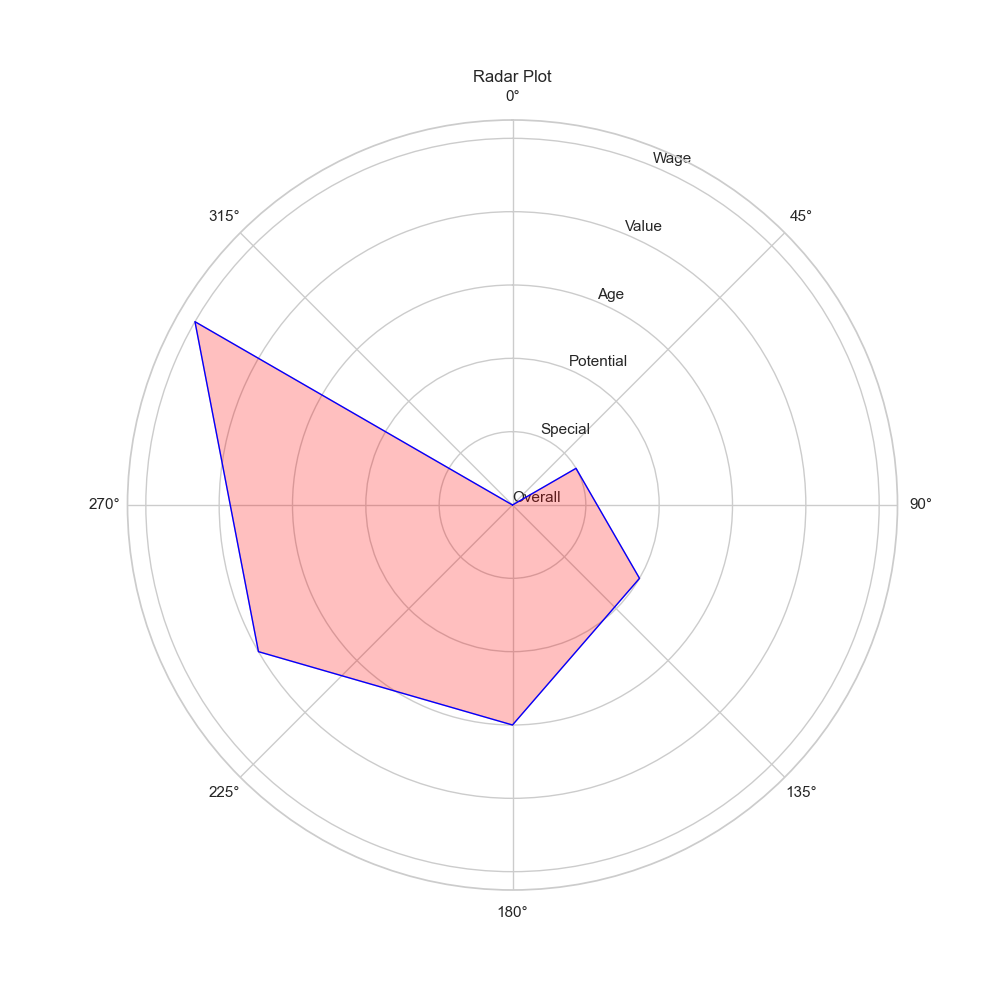 Radar Plot
0°
Wage
315°
45°
Value
Age
Potential
Special
Overall
270°
90°
225°
135°
180°